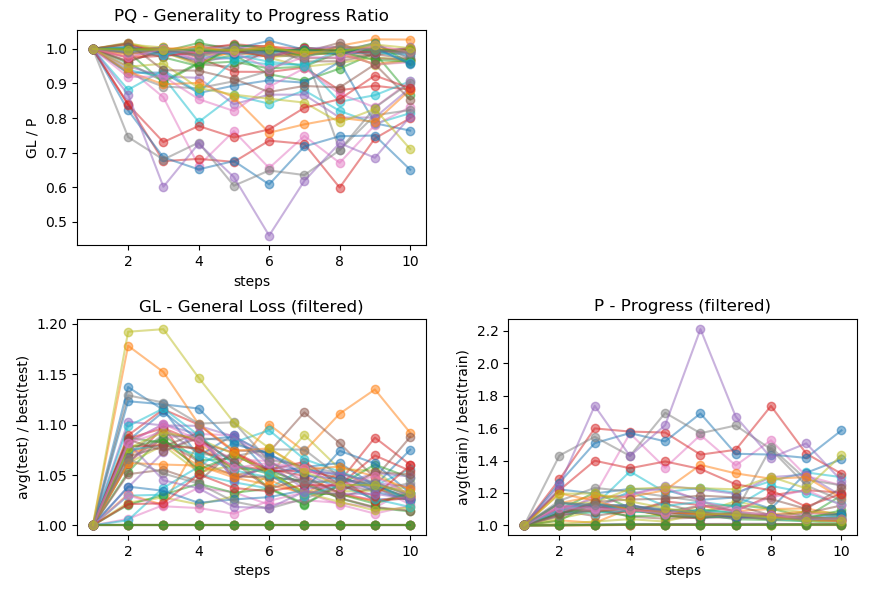 PQ - Generality to Progress Ratio
GL / P
1.0
0.9
0.8
0.7
0.6
0.5
2 4 6 8 10
steps
GL - General Loss (filtered)
avg(test) / best(test)
1.20
1.15
1.10
1.05
1.00
2 4 6 8 10
steps
P - Progress (filtered)
avg(train) / best(train)
2.2
2.0
1.8
1.6
1.4
1.2
1.0
2 4 6 8 10
steps